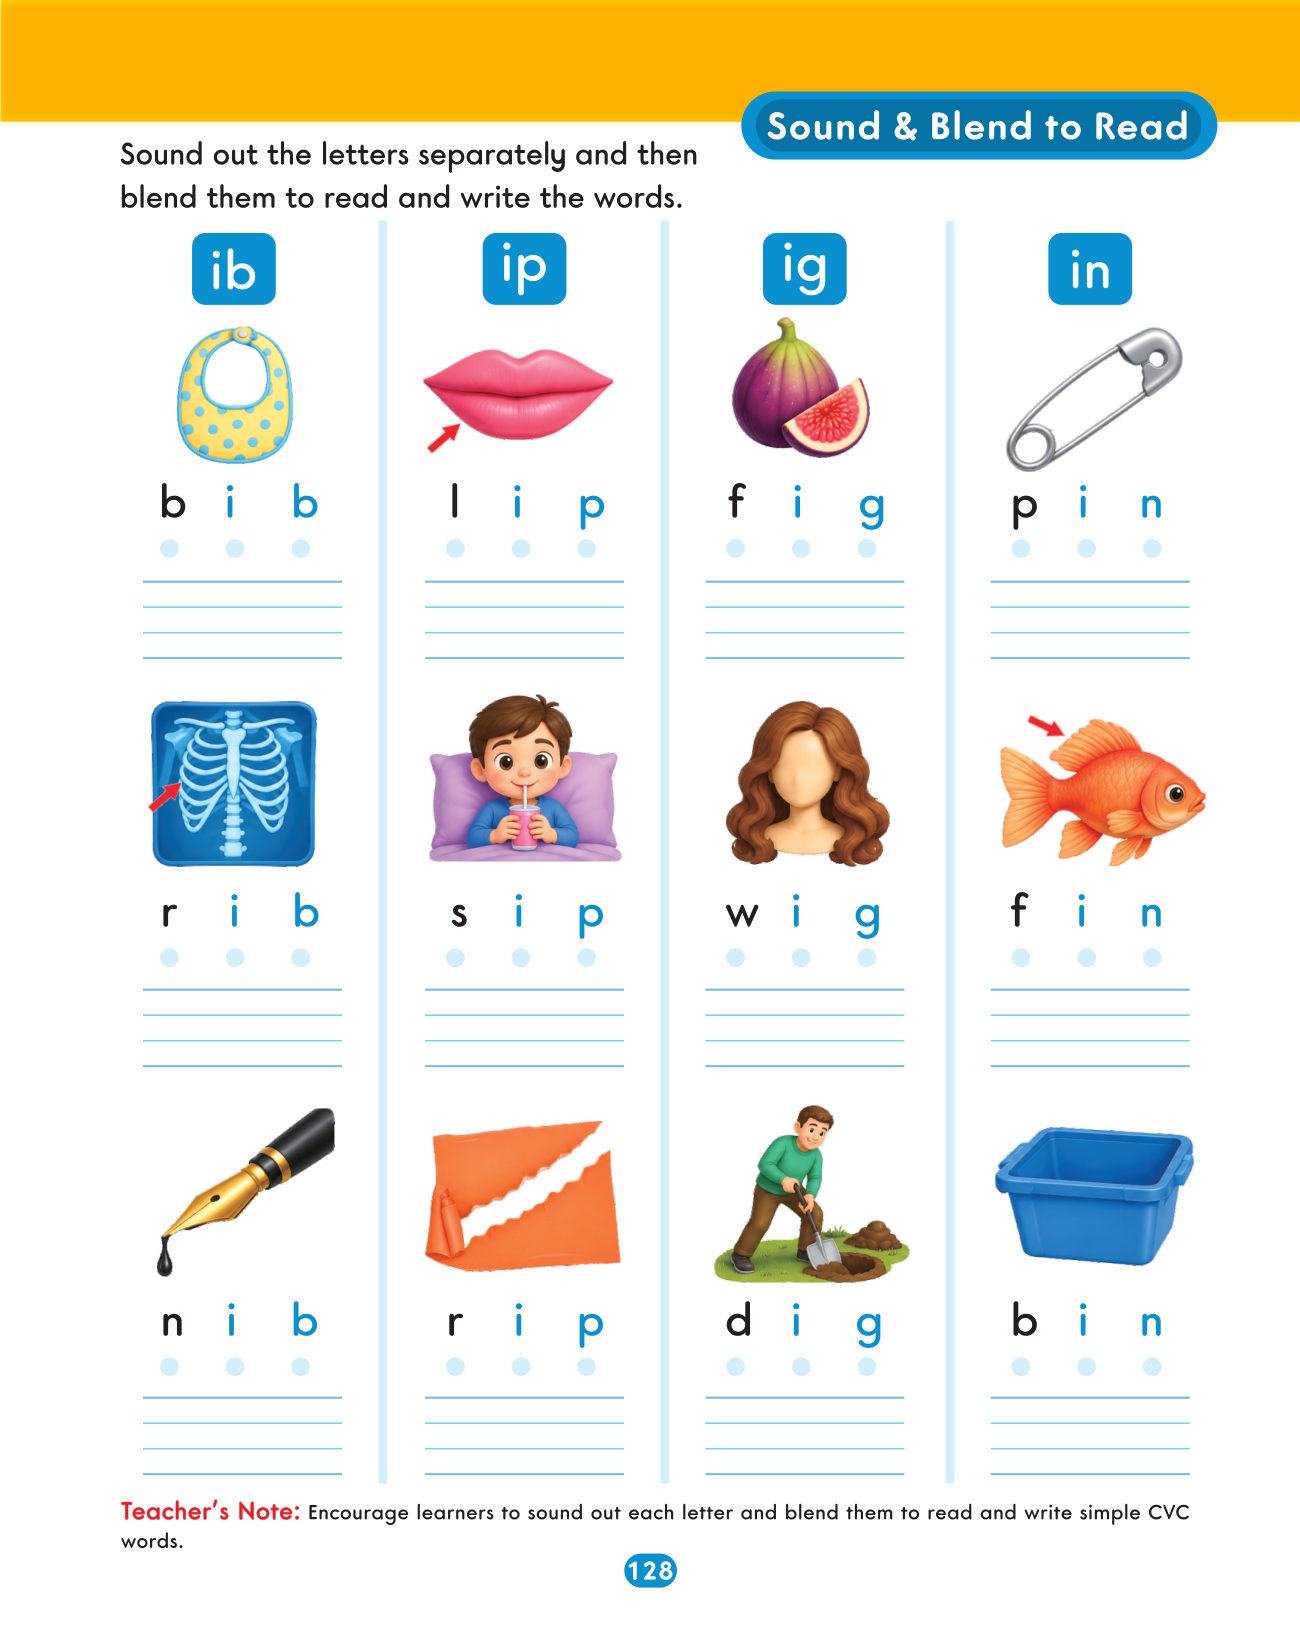 Sound & Blend to Read
Sound out the letters separately and then
blend them to read and write the words.
ib ip ig in
b i b l i p f i g p i n
r i b s i p w i g f i n
n i b r i p d i g b i n
Teacher's Note: Encourage learners to sound out each letter and blend them to read and write simple CVC
words.
128